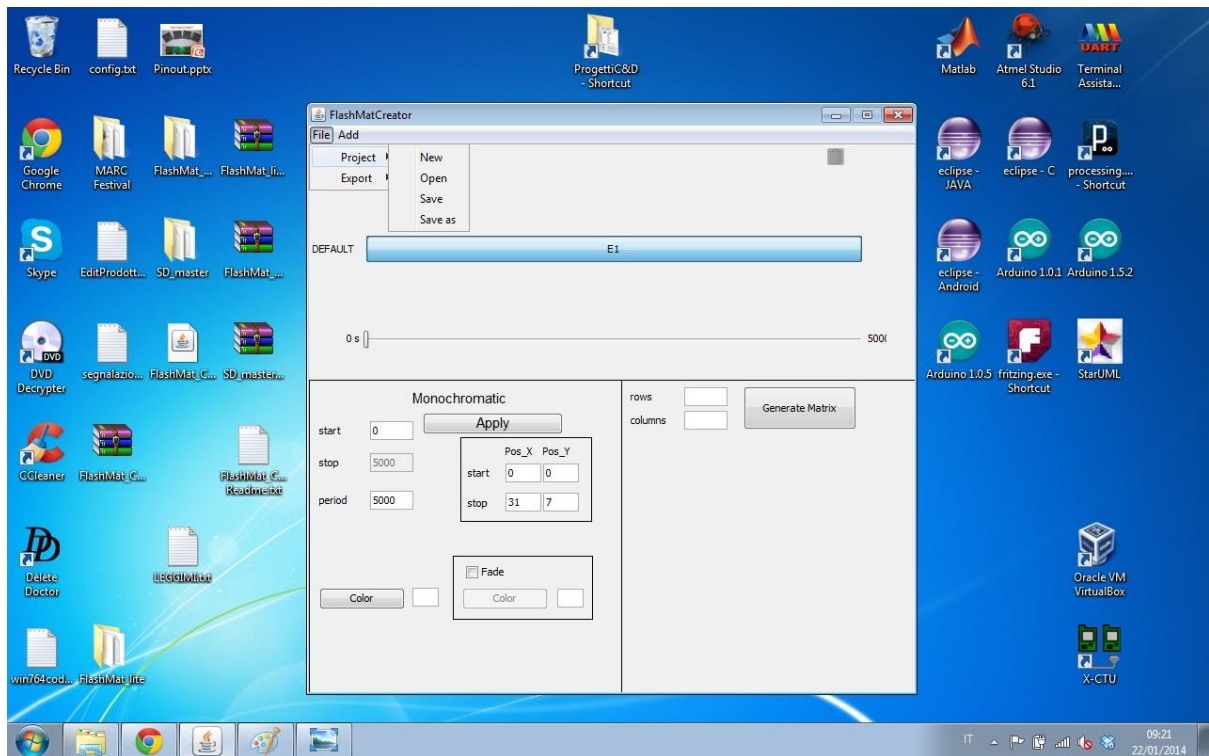 Recycle Bin
config.txt
Pinout.pptx
ProgettiC&D
- Shortcut
Matlab
Atmel Studio
6.1
UART
Terminal
Assista...
Google
Chrome
MARC
Festival
FlashMat_...
FlashMat_li...
eclipse -
JAVA
eclipse - C
processing....
- Shortcut
Skype
EditProdott...
SD_master
FlashMat_...
eclipse -
Android
Arduino 1.0.1
Arduino 1.5.2
DVD
DVD
Decrypter
segnalazio...
FlashMat_C...
SD_master...
Arduino 1.0.5
fritzing.exe -
Shortcut
StarUML
CCleaner
FlashMat_C...
FlashMat_C...
Readme.txt
Delete
Doctor
LEGGIMI.txt
Oracle VM
VirtualBox
win764cod...
FlashMat_lite
X-CTU
FlashMatCreator
File Add
Project
Export
New
Open
Save
Save as
DEFAULT
E1
0 s
500
Monochromatic
Apply
start 0
stop 5000
period 5000
Pos_X Pos_Y
start 0 0
stop 31 7
Color
Fade
Color
rows
columns
Generate Matrix
IT
09:21
22/01/2014